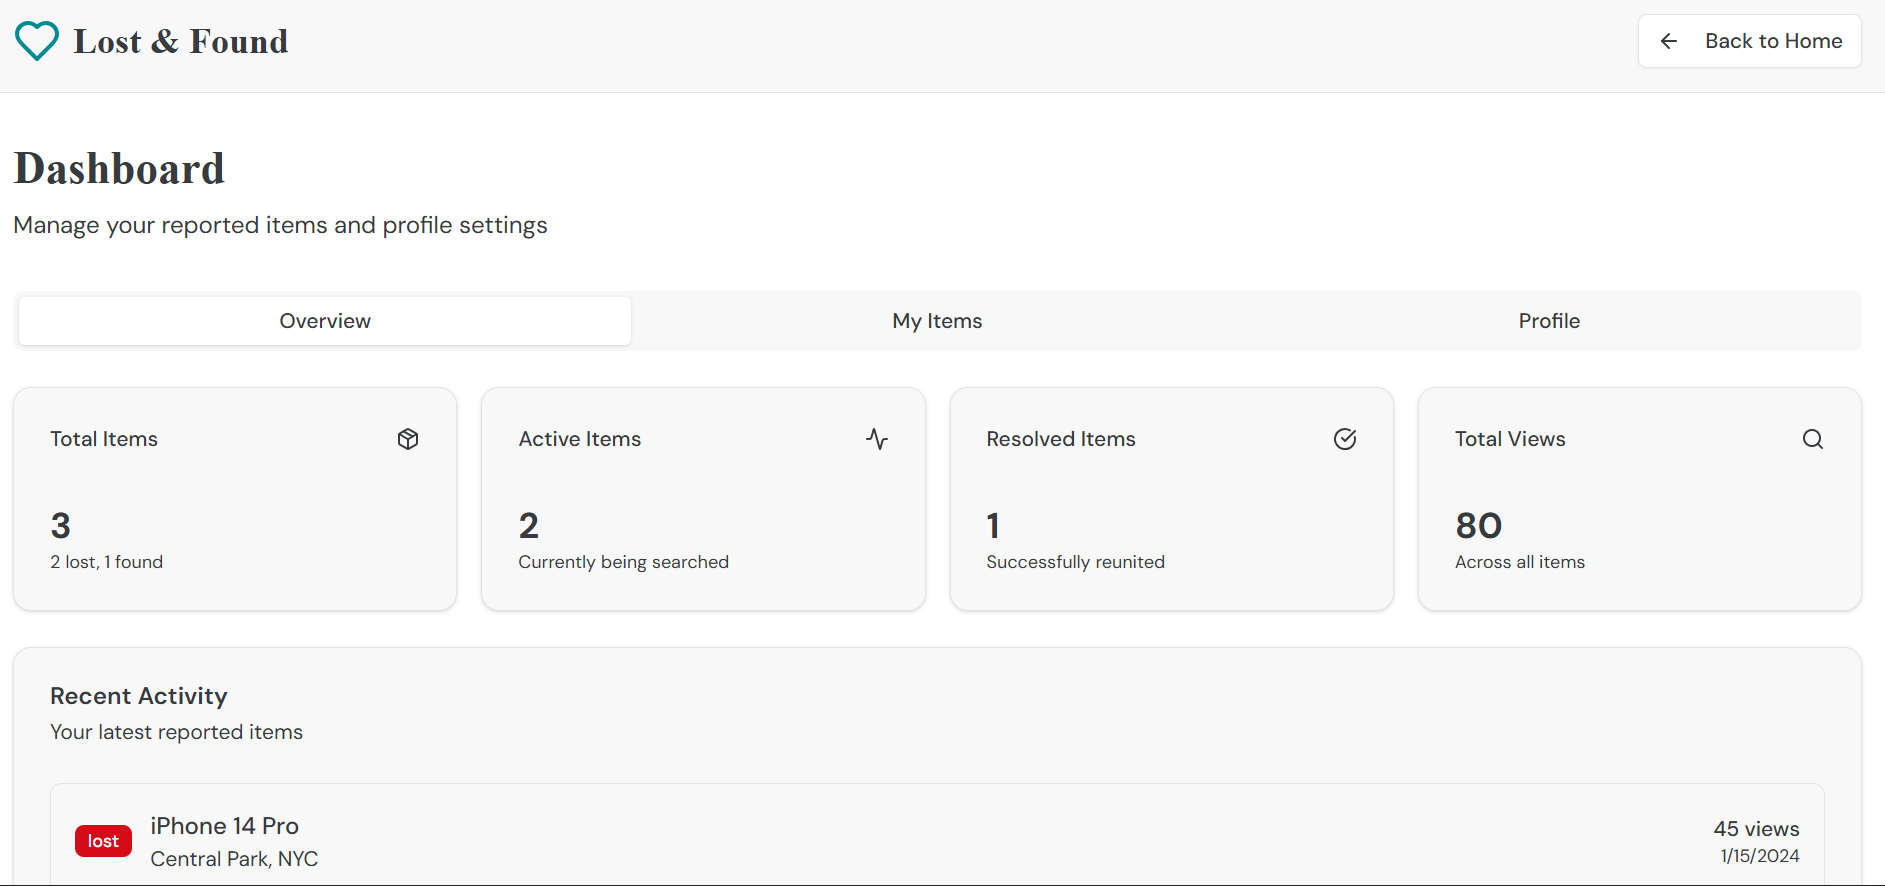 Lost & Found
Back to Home
Dashboard
Manage your reported items and profile settings
Overview
My Items
Profile
Total Items
3
2 lost, 1 found
Active Items
2
Currently being searched
Resolved Items
1
Successfully reunited
Total Views
80
Across all items
Recent Activity
Your latest reported items
lost
iPhone 14 Pro
Central Park, NYC
45 views
1/15/2024